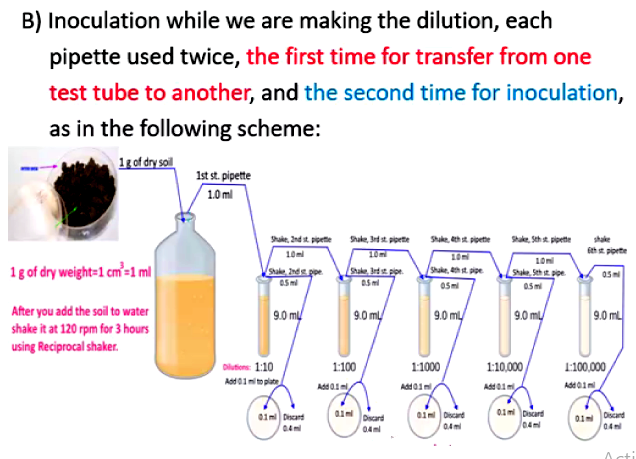 B) Inoculation while we are making the dilution, each
pipette used twice, the first time for transfer from one
test tube to another, and the second time for inoculation,
as in the following scheme:
1 g of dry soil
1st st. pipette
1.0 ml
Shake, 2nd st. pipette
1.0 ml
Shake, 3rd st. pipette
1.0 ml
Shake, 4th st. pipette
1.0 ml
Shake, 5th st. pipette
1.0 ml
shake
6th st. pipette
0.5 ml
Shake, 2nd st. pipe.
0.5 ml
Shake, 3rd st. pipe.
0.5 ml
Shake, 4th st. pipe.
0.5 ml
Shake, 5th st. pipe.
0.5 ml
1 g of dry weight=1 cm³=1 ml
After you add the soil to water
shake it at 120 rpm for 3 hours
using Reciprocal shaker.
9.0 mL
9.0 mL
9.0 mL
9.0 mL
9.0 mL
Dilutions: 1:10
1:100
1:1000
1:10,000
1:100,000
Add 0.1 ml to plate
Add 0.1 ml
Add 0.1 ml
Add 0.1 ml
Add 0.1 ml
0.1 ml
Discard
0.4 ml
0.1 ml
Discard
0.4 ml
0.1 ml
Discard
0.4 ml
0.1 ml
Discard
0.4 ml
0.1 ml
Discard
0.4 ml